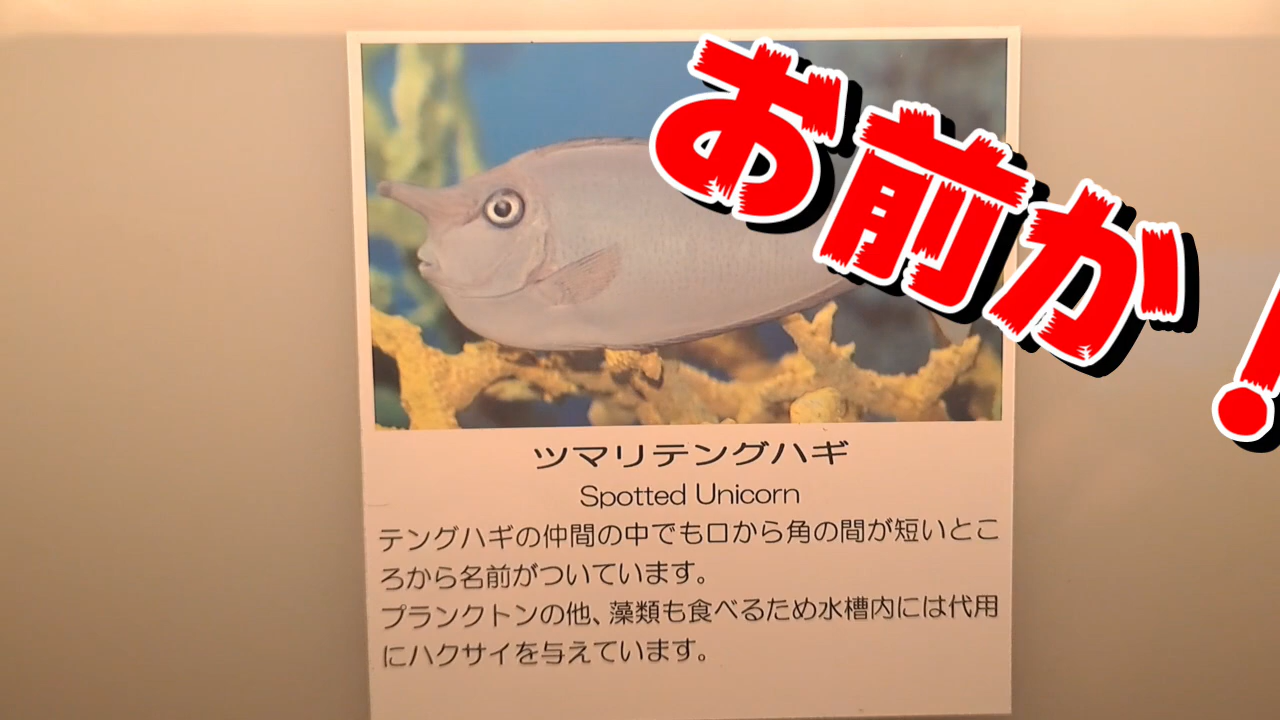 お前か!
ツマリテングハギ
Spotted Unicorn
テングハギの仲間の中でも口から角の間が短いとこ
ろから名前がついています。
プランクトンの他、藻類も食べるため水槽内には代用
にハクサイを与えています。